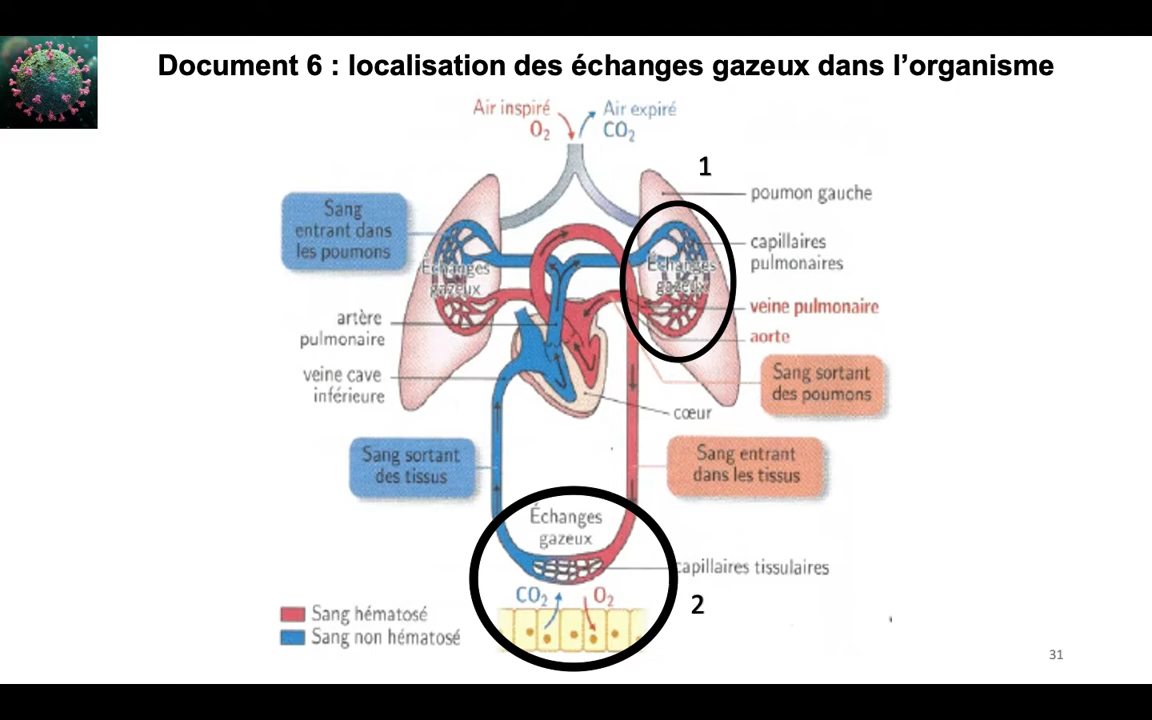 Document 6 : localisation des échanges gazeux dans l'organisme
Air inspiré
O₂
Air expiré
CO₂
1
poumon gauche
Sang
entrant dans
les poumons
capillaires
pulmonaires
Échanges
gazeux
Échanges
gazeux
veine pulmonaire
artère
pulmonaire
aorte
veine cave
inférieure
Sang sortant
des poumons
cœur
Sang sortant
des tissus
Sang entrant
dans les tissus
Échanges
gazeux
capillaires tissulaires
CO₂
O₂
2
Sang hématosé
Sang non hématosé
31